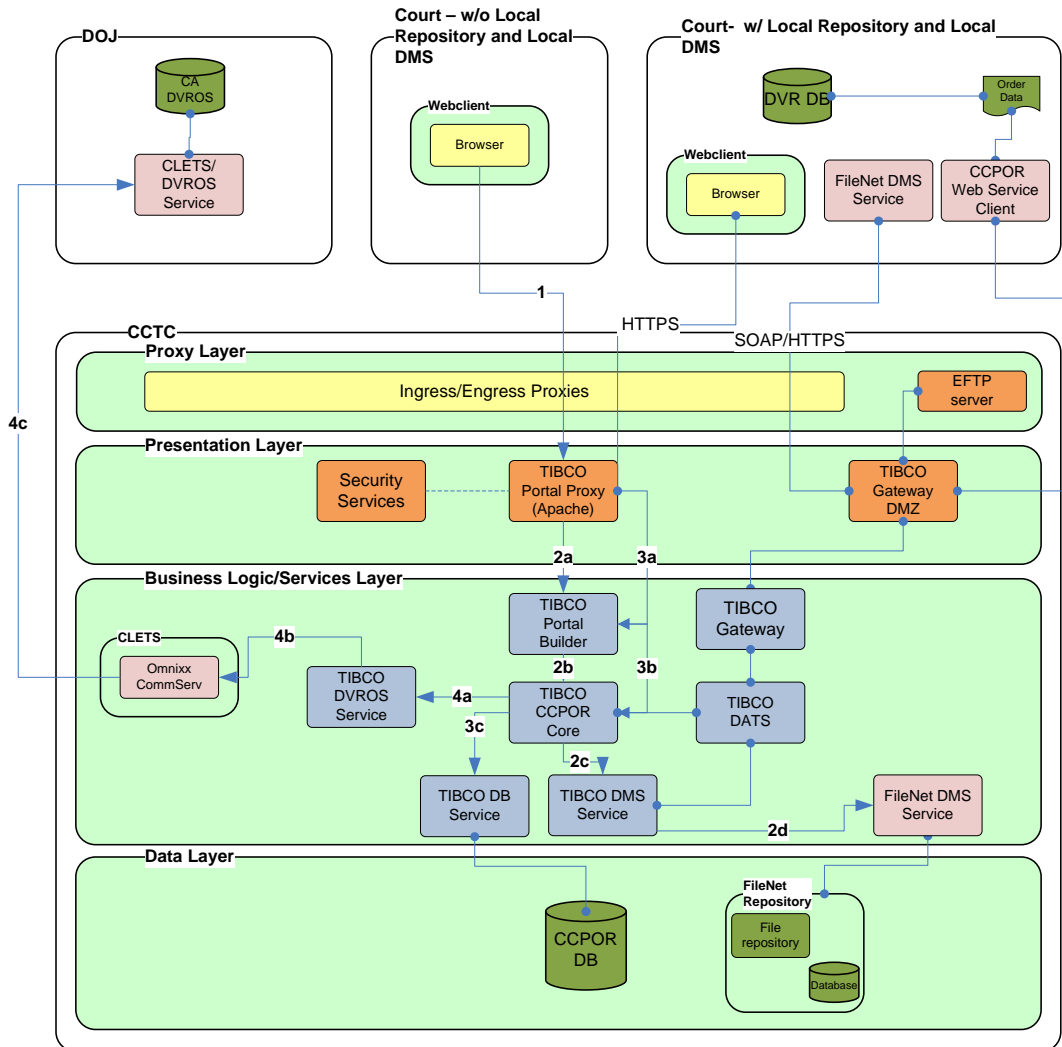 DOJ
CA
DVROS
CLETS/
DVROS
Service
Court – w/o Local
Repository and Local
DMS
Webclient
Browser
Court- w/ Local Repository and Local
DMS
DVR DB
Order
Data
Webclient
Browser
FileNet DMS
Service
CCPOR
Web Service
Client
1
HTTPS
SOAP/HTTPS
4c
CCTC
Proxy Layer
Ingress/Engress Proxies
EFTP
server
Presentation Layer
Security
Services
TIBCO
Portal Proxy
(Apache)
TIBCO
Gateway
DMZ
2a
3a
Business Logic/Services Layer
TIBCO
Portal
Builder
TIBCO
Gateway
CLETS
Omnixx
CommServ
4b
2b
3b
TIBCO
DVROS
Service
4a
TIBCO
CCPOR
Core
TIBCO
DATS
3c
2c
TIBCO DB
Service
TIBCO DMS
Service
2d
FileNet DMS
Service
Data Layer
CCPOR
DB
FileNet
Repository
File
repository
Database